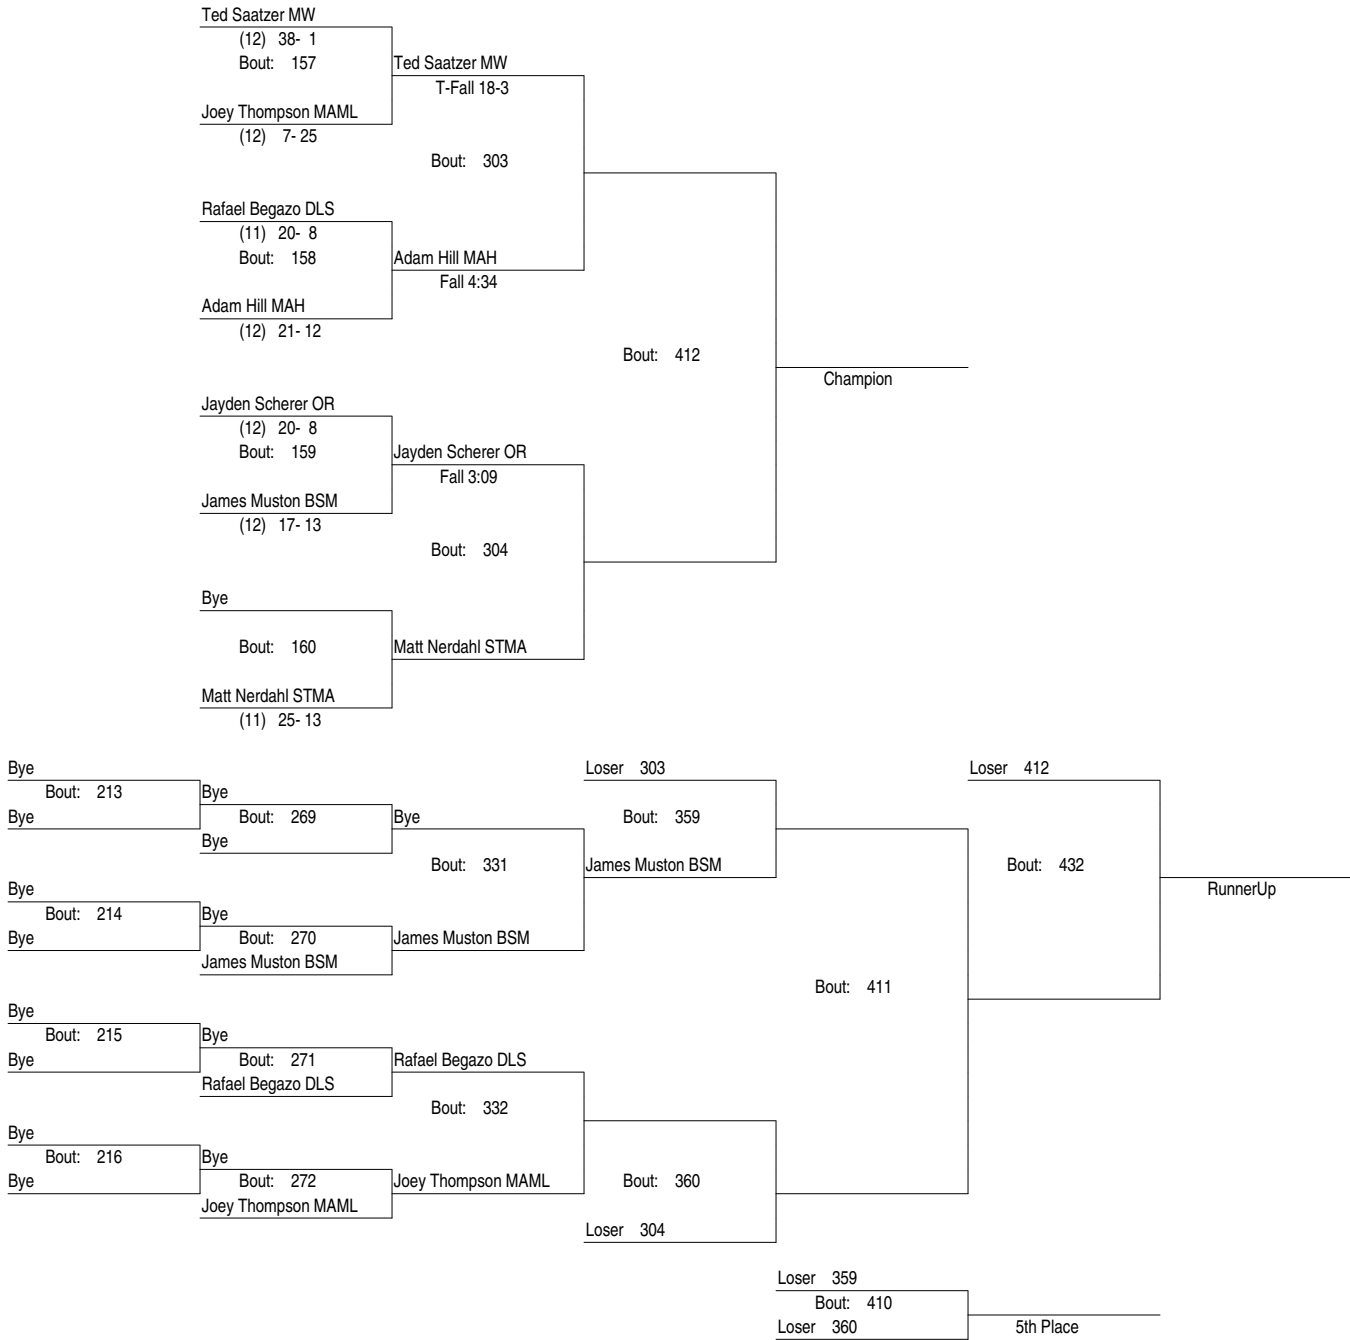 Ted Saatzer MW
(12) 38- 1
Bout: 157
Ted Saatzer MW
T-Fall 18-3
Joey Thompson MAML
(12) 7- 25
Bout: 303
Rafael Begazo DLS
(11) 20- 8
Bout: 158
Adam Hill MAH
Fall 4:34
Adam Hill MAH
(12) 21- 12
Bout: 412
Champion
Jayden Scherer OR
(12) 20- 8
Bout: 159
Jayden Scherer OR
Fall 3:09
James Muston BSM
(12) 17- 13
Bout: 304
Bye
Bout: 160
Matt Nerdahl STMA
Matt Nerdahl STMA
(11) 25- 13
Bye
Loser 303
Loser 412
Bout: 213
Bye
Bye
Bout: 269
Bye
Bout: 359
Bye
Bout: 331
James Muston BSM
Bout: 432
Bye
RunnerUp
Bout: 214
Bye
Bye
Bout: 270
James Muston BSM
James Muston BSM
Bout: 411
Bye
Bout: 215
Bye
Bye
Bout: 271
Rafael Begazo DLS
Rafael Begazo DLS
Bout: 332
Bye
Bout: 216
Bye
Bye
Bout: 272
Joey Thompson MAML
Bout: 360
Joey Thompson MAML
Loser 304
Loser 359
Bout: 410
Loser 360
5th Place